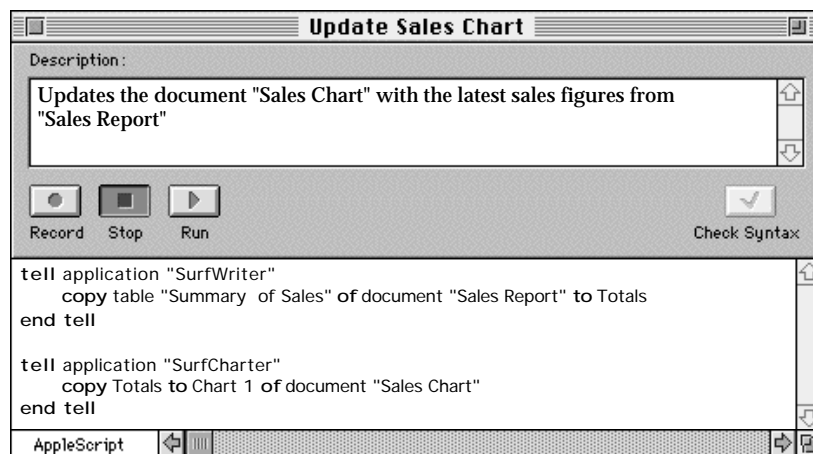 Update Sales Chart
Description:
Updates the document "Sales Chart" with the latest sales figures from
"Sales Report"
Record Stop Run Check Syntax
tell application "SurfWriter"
copy table "Summary of Sales" of document "Sales Report" to Totals
end tell
tell application "SurfCharter"
copy Totals to Chart 1 of document "Sales Chart"
end tell
AppleScript